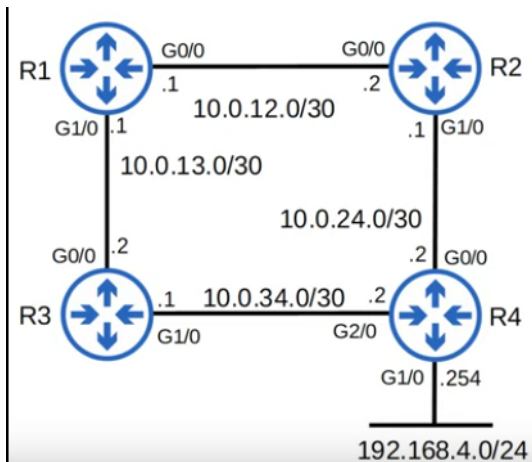 G0/0 G0/0
R1 R2
.1 .2
10.0.12.0/30
G1/0 .1 .1 G1/0
10.0.13.0/30
10.0.24.0/30
G0/0 .2 .2 G0/0
.1 10.0.34.0/30 .2
R3 R4
G1/0 G2/0
G1/0 .254
192.168.4.0/24